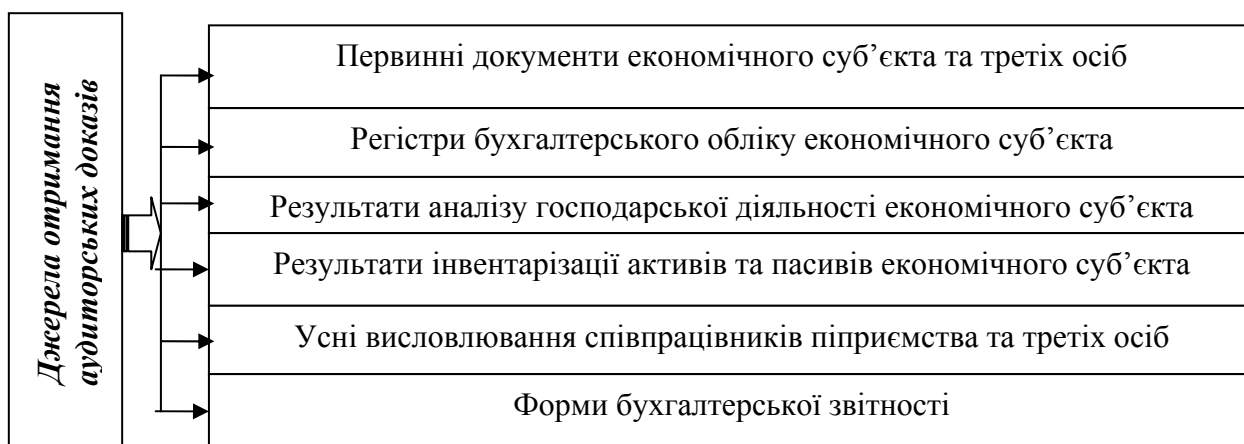 Джерела отримання
аудиторських доказів
Первинні документи економічного суб’єкта та третіх осіб
Регістри бухгалтерського обліку економічного суб’єкта
Результати аналізу господарської діяльності економічного суб’єкта
Результати інвентарізації активів та пасивів економічного суб’єкта
Усні висловлювання співпрацівників піприємства та третіх осіб
Форми бухгалтерської звітності